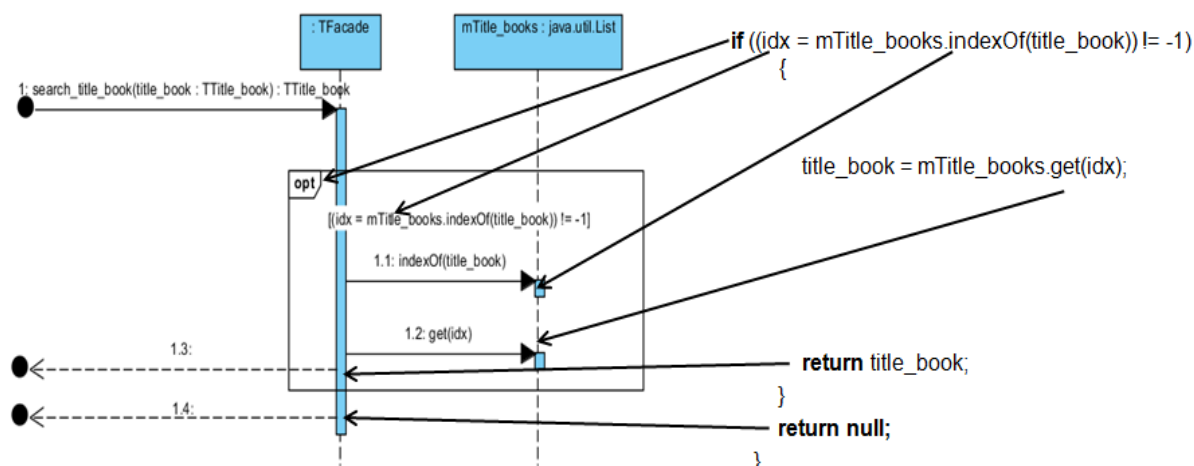 : TFacade
mTitle_books : java.util.List
if ((idx = mTitle_books.indexOf(title_book)) != -1)
{
1: search_title_book(title_book : TTitle_book) : TTitle_book
title_book = mTitle_books.get(idx);
opt
[(idx = mTitle_books.indexOf(title_book)) != -1]
1.1: indexOf(title_book)
1.2: get(idx)
1.3:
return title_book;
}
1.4:
return null;
}